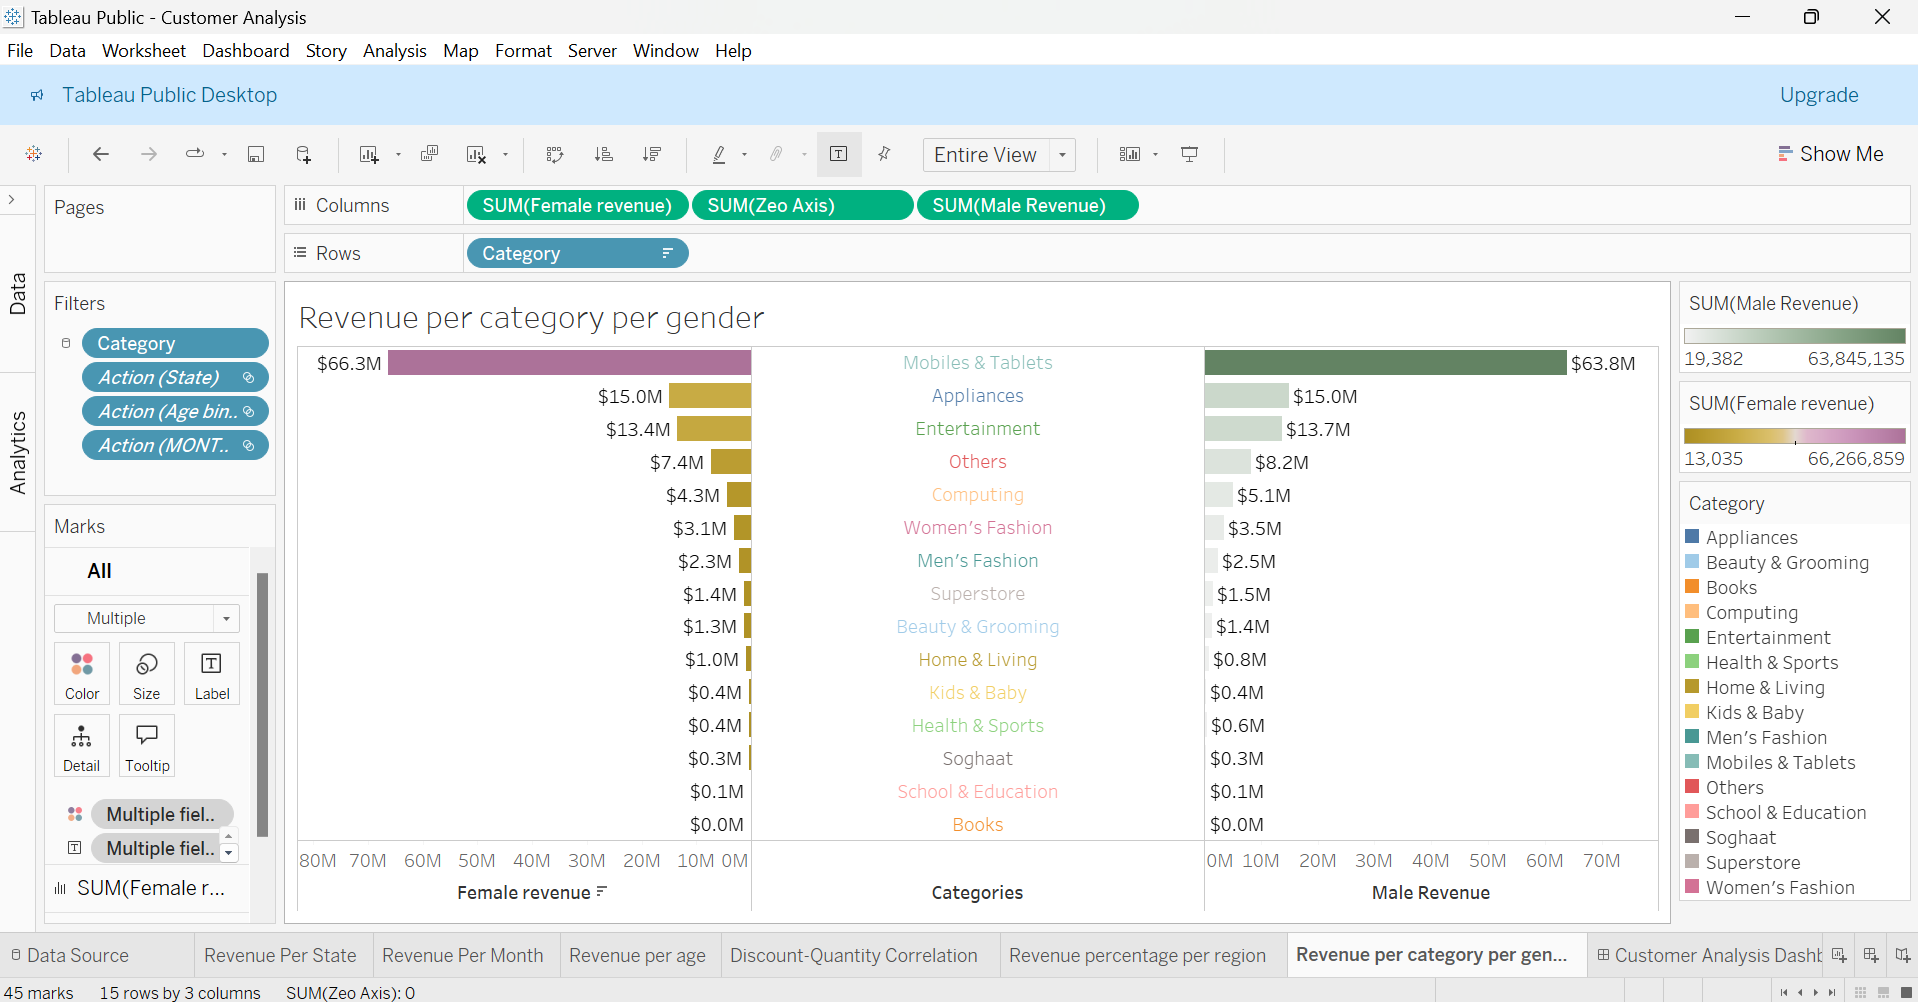 Tableau Public - Customer Analysis
File Data Worksheet Dashboard Story Analysis Map Format Server Window Help
Tableau Public Desktop Upgrade
Entire View Show Me
Pages
Columns SUM(Female revenue) SUM(Zeo Axis) SUM(Male Revenue)
Rows Category
Data
Analytics
Filters
Category
Action (State)
Action (Age bin..
Action (MONT..
Marks
All
Multiple
Color Size Label
Detail Tooltip
Multiple fiel..
Multiple fiel..
SUM(Female r...
Revenue per category per gender
$66.3M Mobiles & Tablets $63.8M
$15.0M Appliances $15.0M
$13.4M Entertainment $13.7M
$7.4M Others $8.2M
$4.3M Computing $5.1M
$3.1M Women's Fashion $3.5M
$2.3M Men's Fashion $2.5M
$1.4M Superstore $1.5M
$1.3M Beauty & Grooming $1.4M
$1.0M Home & Living $0.8M
$0.4M Kids & Baby $0.4M
$0.4M Health & Sports $0.6M
$0.3M Soghaat $0.3M
$0.1M School & Education $0.1M
$0.0M Books $0.0M
80M 70M 60M 50M 40M 30M 20M 10M 0M 0M 10M 20M 30M 40M 50M 60M 70M
Female revenue Categories Male Revenue
SUM(Male Revenue)
19,382 63,845,135
SUM(Female revenue)
13,035 66,266,859
Category
Appliances
Beauty & Grooming
Books
Computing
Entertainment
Health & Sports
Home & Living
Kids & Baby
Men's Fashion
Mobiles & Tablets
Others
School & Education
Soghaat
Superstore
Women's Fashion
Data Source Revenue Per State Revenue Per Month Revenue per age Discount-Quantity Correlation Revenue percentage per region Revenue per category per gen... Customer Analysis Dashb
45 marks 15 rows by 3 columns SUM(Zeo Axis): 0